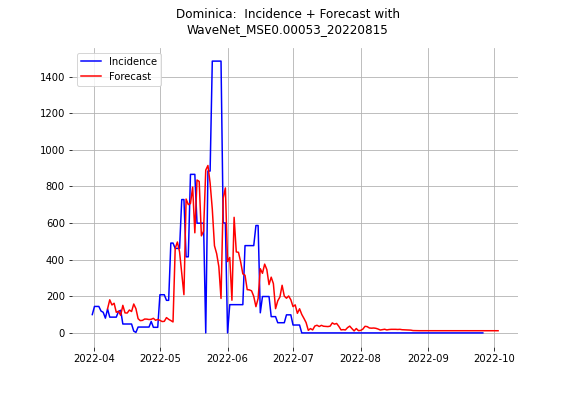 Dominica:  Incidence + Forecast with
WaveNet_MSE0.00053_20220815
Incidence
Forecast
1400
1200
1000
800
600
400
200
0
2022-04 2022-05 2022-06 2022-07 2022-08 2022-09 2022-10